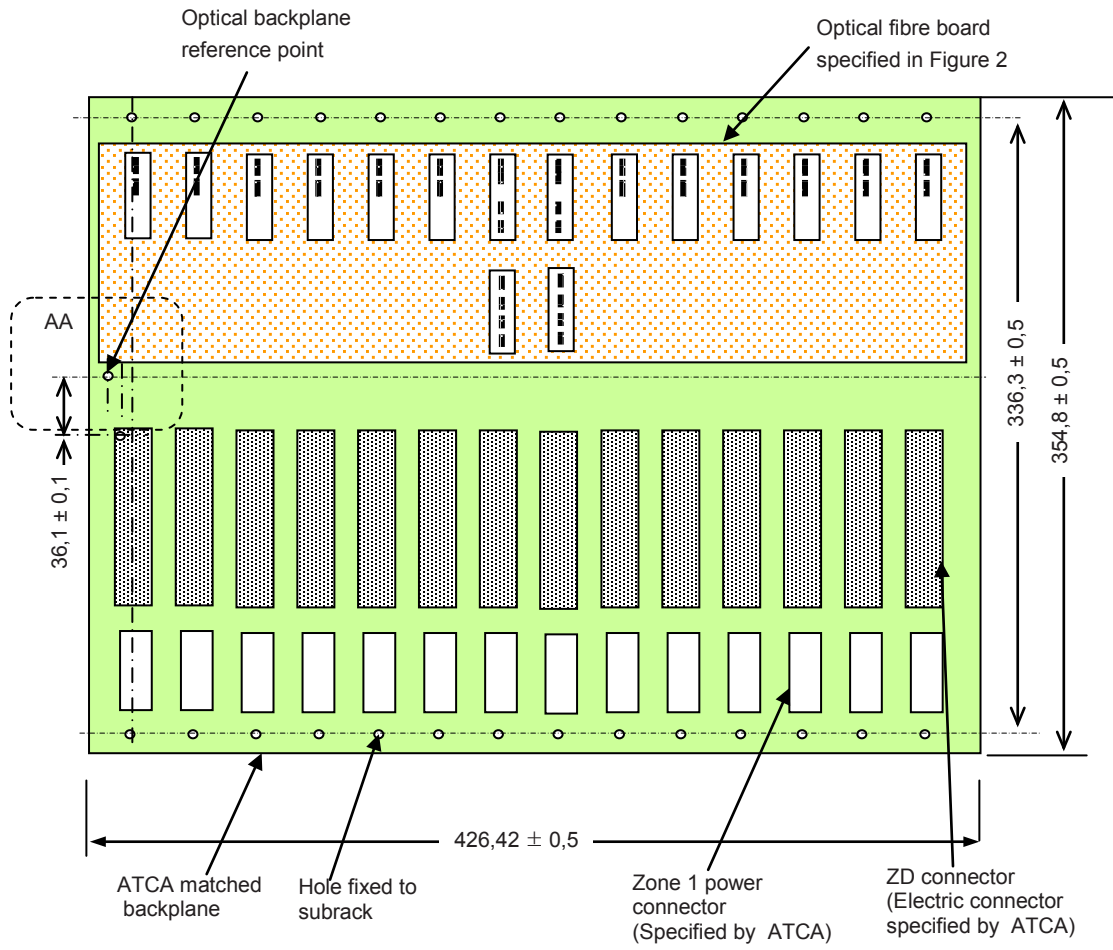 Optical backplane
reference point
Optical fibre board
specified in Figure 2
AA
36,1 ± 0,1
336,3 ± 0,5
354,8 ± 0,5
426,42 ± 0,5
ATCA matched
backplane
Hole fixed to
subrack
Zone 1 power
connector
(Specified by ATCA)
ZD connector
(Electric connector
specified by ATCA)